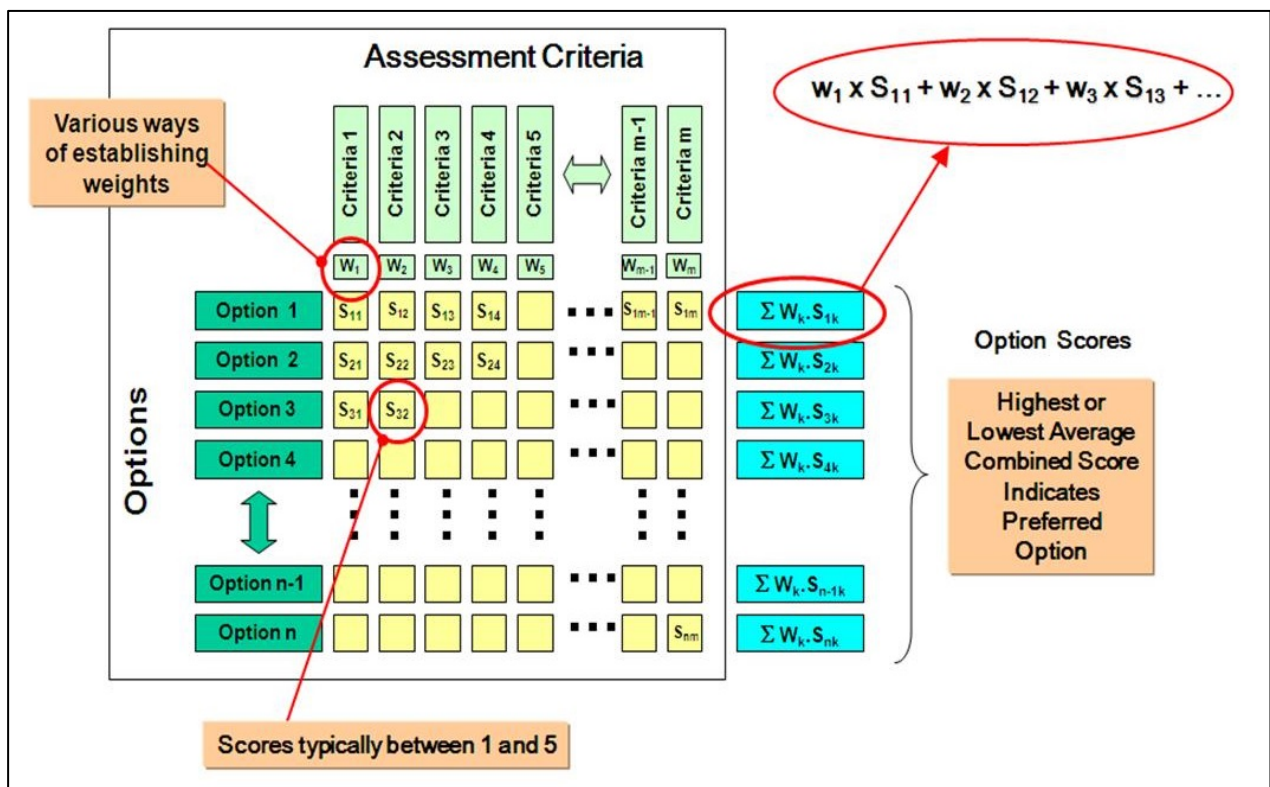 Assessment Criteria
w₁ x S₁₁ + w₂ x S₁₂ + w₃ x S₁₃ + ...
Various ways
of establishing
weights
Criteria 1
Criteria 2
Criteria 3
Criteria 4
Criteria 5
Criteria m-1
Criteria m
W₁ W₂ W₃ W₄ W₅ Wₘ₋₁ Wₘ
Option 1 S₁₁ S₁₂ S₁₃ S₁₄ ... S₁ₘ₋₁ S₁ₘ Σ Wₖ.S₁ₖ
Option 2 S₂₁ S₂₂ S₂₃ S₂₄ ... Σ Wₖ.S₂ₖ
Option 3 S₃₁ S₃₂ ... Σ Wₖ.S₃ₖ
Option 4 ... Σ Wₖ.S₄ₖ
Option n-1 ... Σ Wₖ.Sₙ₋₁ₖ
Option n ... Sₙₘ Σ Wₖ.Sₙₖ
Options
Option Scores
Highest or
Lowest Average
Combined Score
Indicates
Preferred
Option
Scores typically between 1 and 5